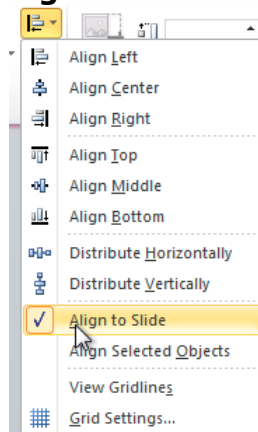 Align Left
Align Center
Align Right
Align Top
Align Middle
Align Bottom
Distribute Horizontally
Distribute Vertically
Align to Slide
Align Selected Objects
View Gridlines
Grid Settings...